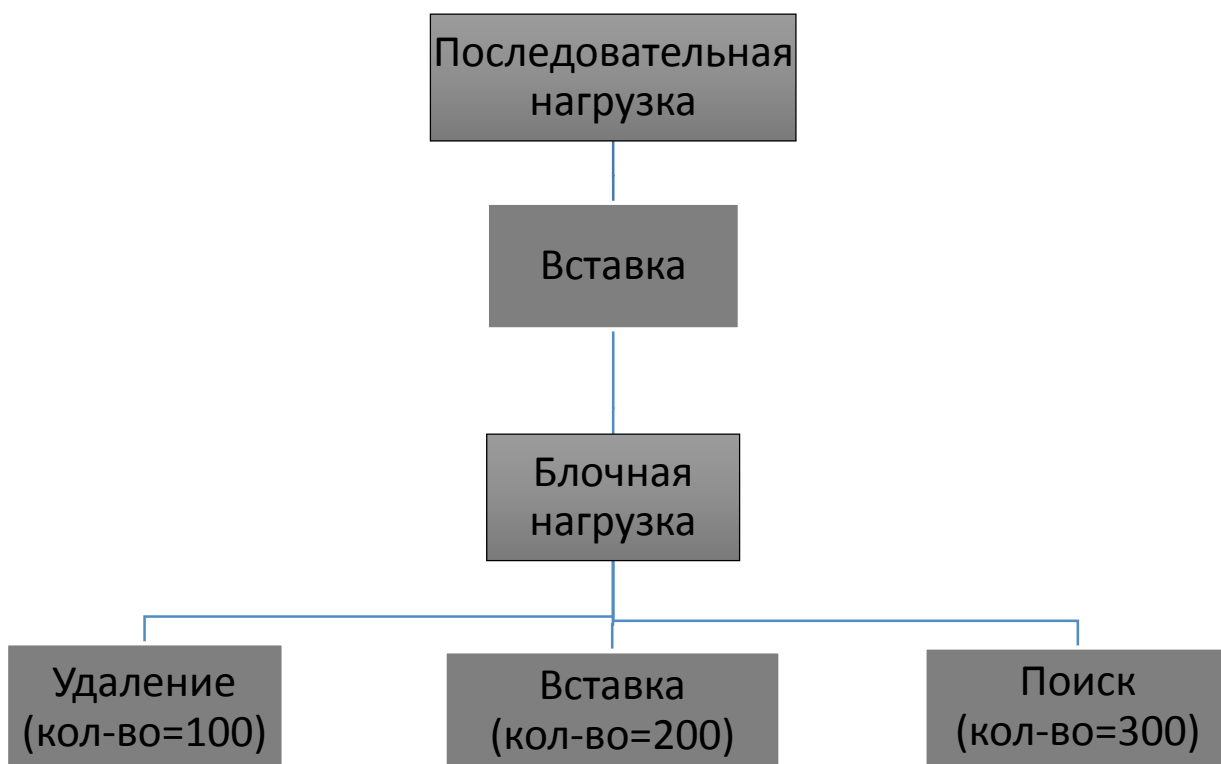 Последовательная
нагрузка
Вставка
Блочная
нагрузка
Удаление
(кол-во=100)
Вставка
(кол-во=200)
Поиск
(кол-во=300)